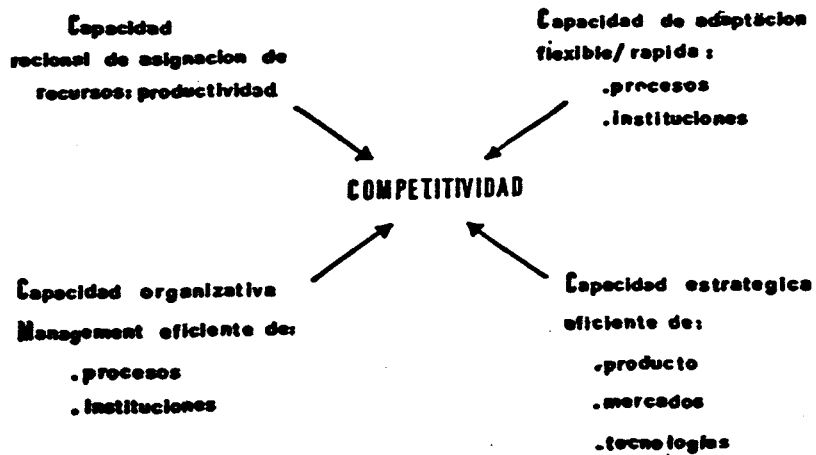 Capacidad
racional de asignacion de
recursos: productividad
Capacidad de adaptacion
flexible/ rapida :
.procesos
.instituciones
COMPETITIVIDAD
Capacidad organizativa
Management eficiente de:
.procesos
.instituciones
Capacidad estrategica
eficiente de:
.producto
.mercados
.tecnologias